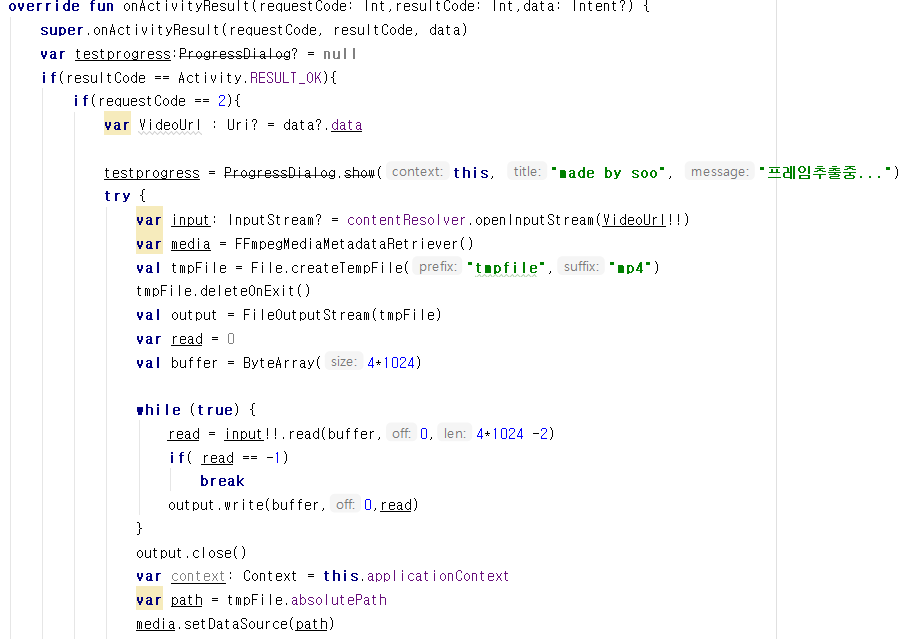 override fun onActivityResult(requestCode: Int,resultCode: Int,data: Intent?) {
super.onActivityResult(requestCode, resultCode, data)
var testprogress:ProgressDialog? = null
if(resultCode == Activity.RESULT_OK){
if(requestCode == 2){
var VideoUrl : Uri? = data?.data
testprogress = ProgressDialog.show( context: this, title: "made by soo", message: "프레임추출중...")
try {
var input: InputStream? = contentResolver.openInputStream(VideoUrl!!)
var media = FFmpegMediaMetadataRetriever()
val tmpFile = File.createTempFile( prefix: "tmpfile", suffix: "mp4")
tmpFile.deleteOnExit()
val output = FileOutputStream(tmpFile)
var read = 0
val buffer = ByteArray( size: 4*1024)
while (true) {
read = input!!.read(buffer, off: 0, len: 4*1024 -2)
if( read == -1)
break
output.write(buffer, off: 0,read)
}
output.close()
var context: Context = this.applicationContext
var path = tmpFile.absolutePath
media.setDataSource(path)